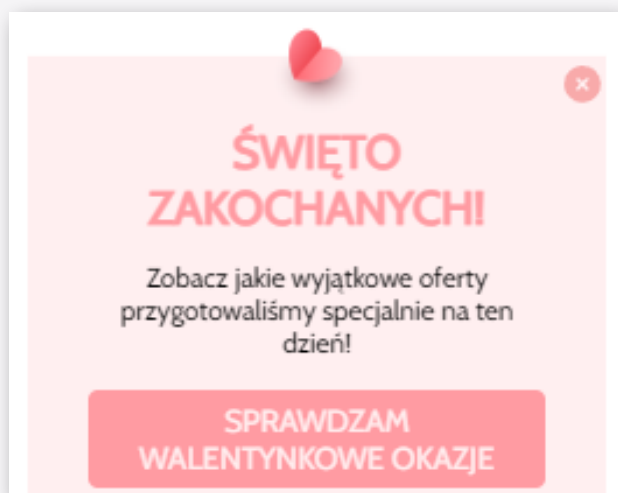 ŚWIĘTO
ZAKOCHANYCH!
Zobacz jakie wyjątkowe oferty
przygotowaliśmy specjalnie na ten
dzień!
SPRAWDZAM
WALENTYNKOWE OKAZJE